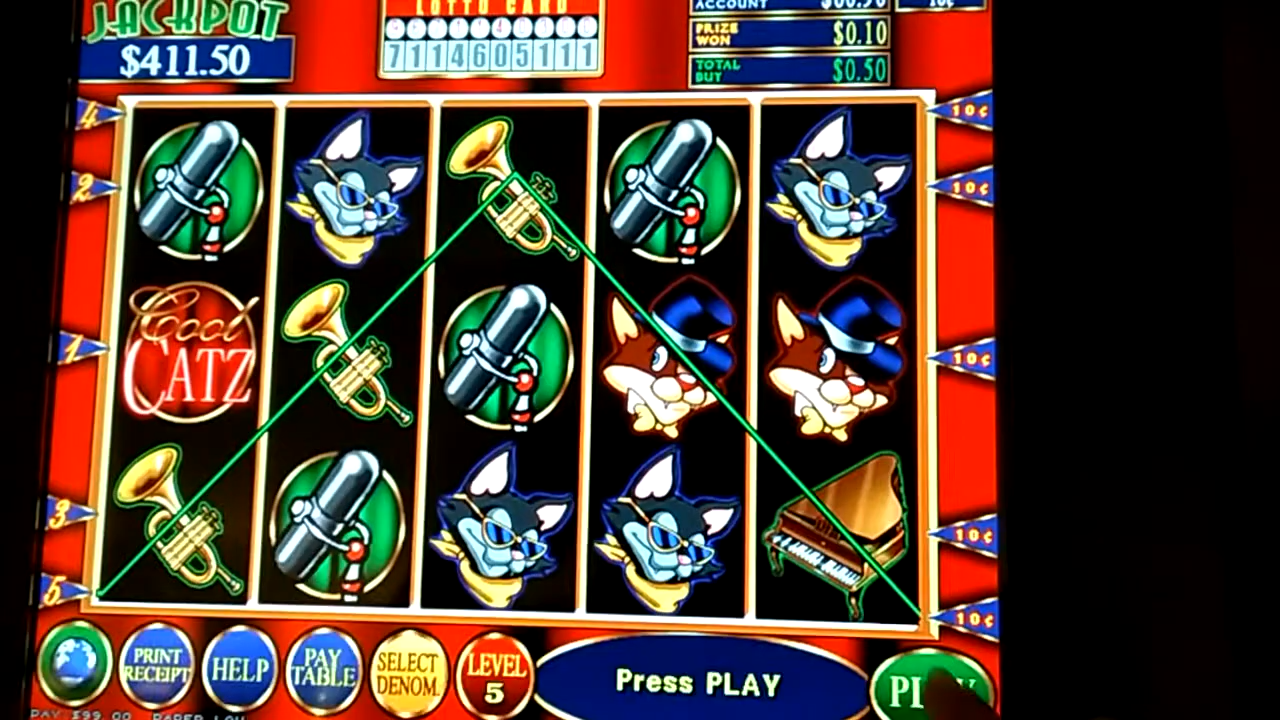 JACKPOT
$411.50
LOTTO CARD
7114605111
ACCOUNT
10¢
PRIZE WON $0.10
TOTAL BUY $0.50
4 10¢
2 10¢
Cool
CATZ
1 10¢
3 10¢
5 10¢
PRINT RECEIPT
HELP
PAY TABLE
SELECT DENOM.
LEVEL 5
Press PLAY